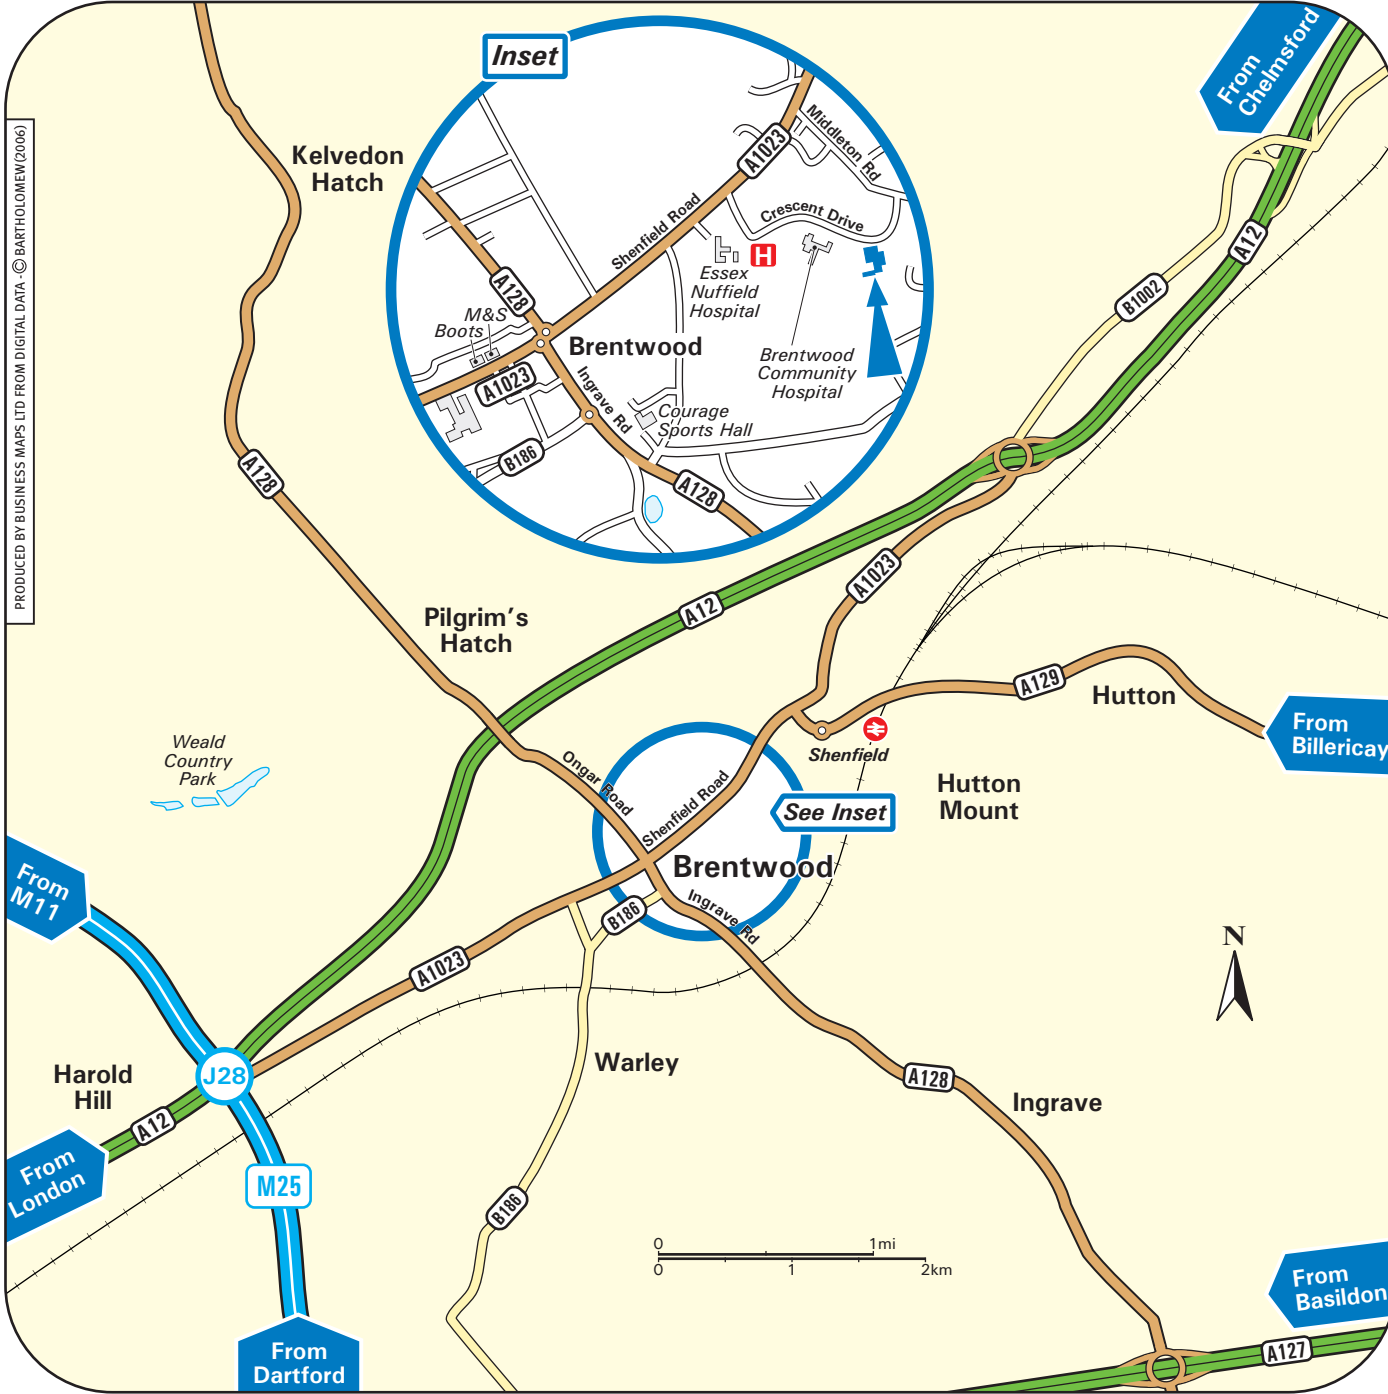 Inset
From
Chelmsford
PRODUCED BY BUSINESS MAPS LTD FROM DIGITAL DATA - © BARTHOLOMEW(2006)
Kelvedon
Hatch
Middleton Rd
A1023
Crescent Drive
Shenfield Road
H
Essex
Nuffield
Hospital
A128
M&S
Boots
Brentwood
Brentwood
Community
Hospital
A1023
Ingrave Rd
Courage
Sports Hall
B186
A128
A12
B1002
A128
A1023
A12
Pilgrim's
Hatch
A129
Hutton
From
Billericay
Shenfield
Weald
Country
Park
Ongar Road
Shenfield Road
See Inset
Hutton
Mount
Brentwood
From
M11
B186
Ingrave Rd
A1023
N
Harold
Hill
J28
Warley
A128
Ingrave
A12
From
London
M25
B186
0
1mi
0
1
2km
From
Basildon
From
Dartford
A127